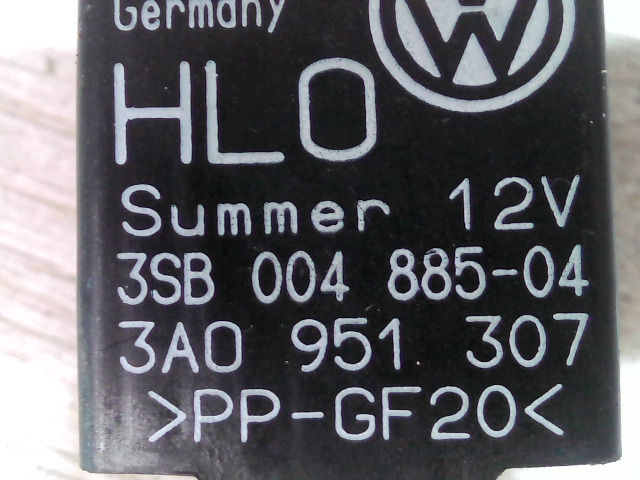 Germany
HLO
Summer 12V
3SB 004 885-04
3A0 951 307
>PP-GF20<